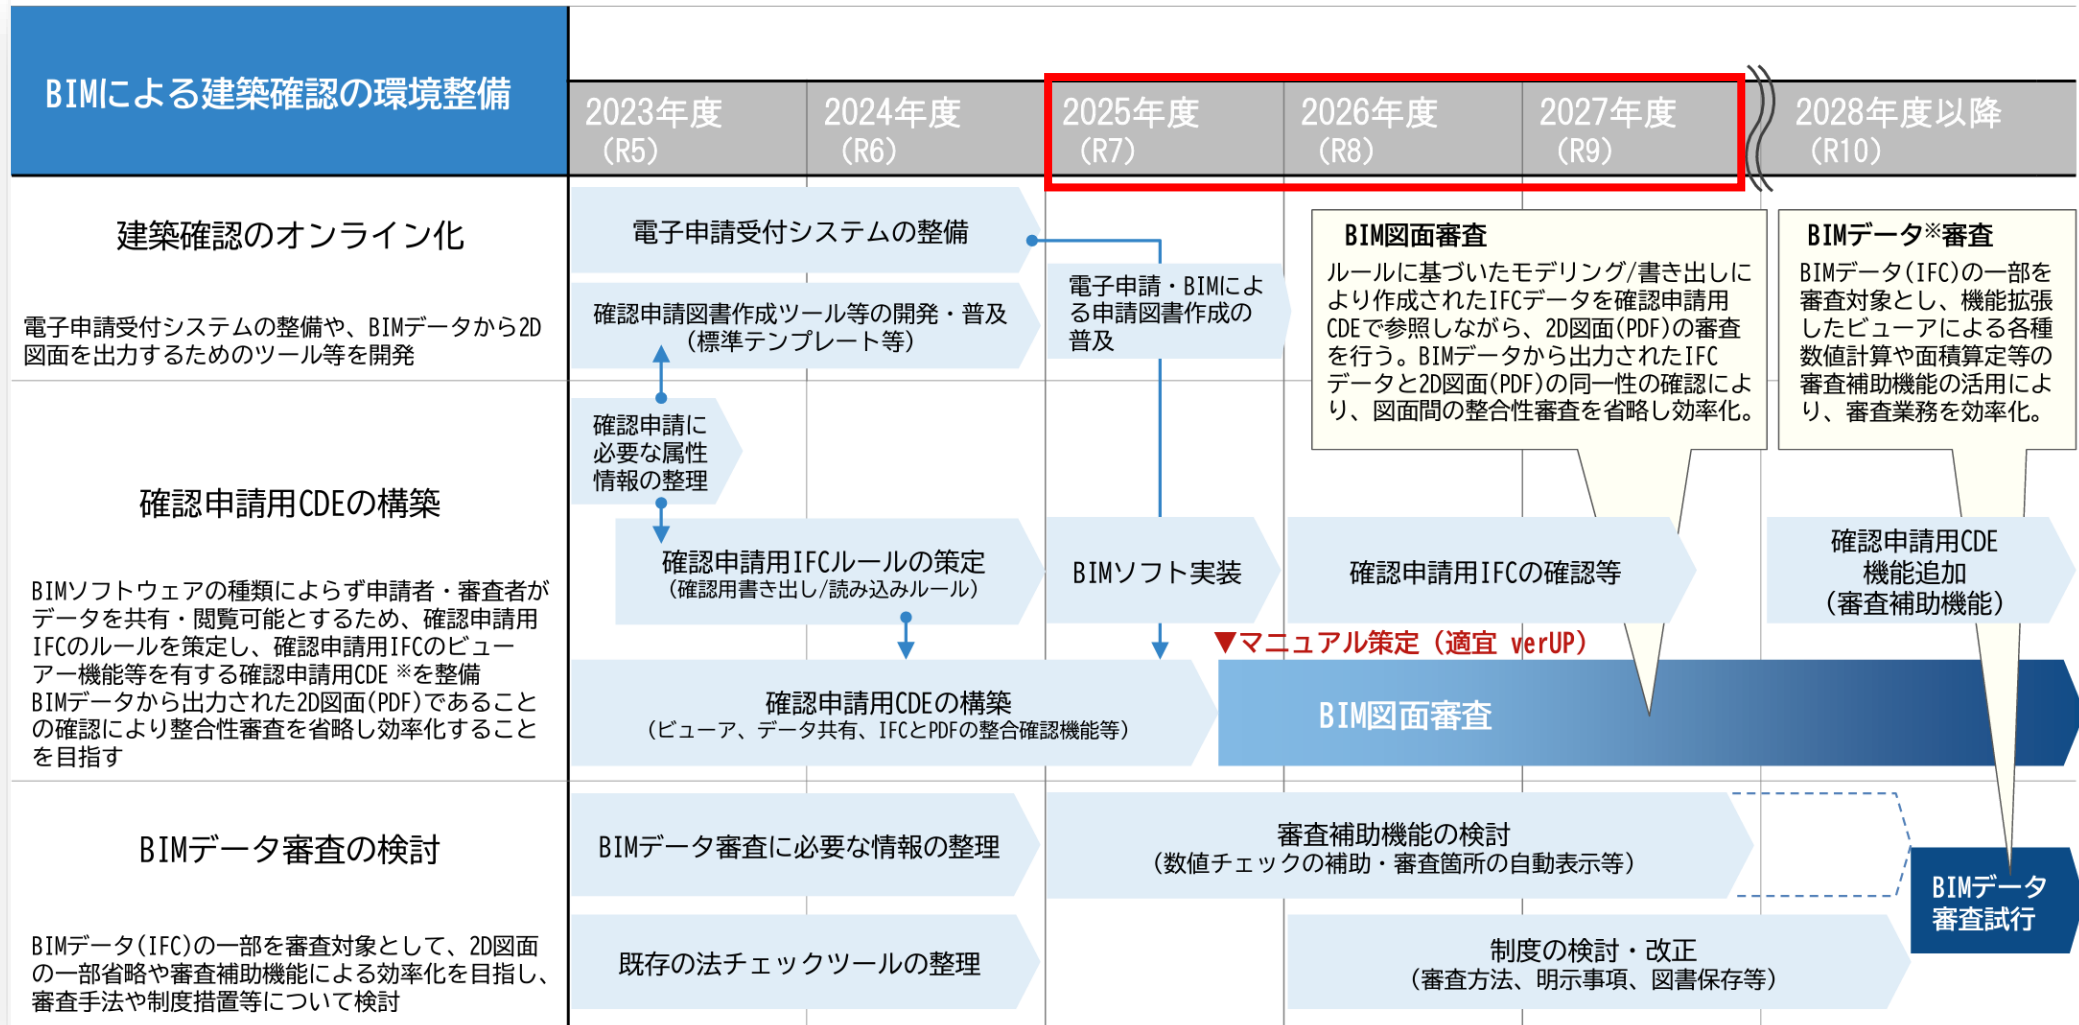 BIMによる建築確認の環境整備
2023年度
(R5)
2024年度
(R6)
2025年度
(R7)
2026年度
(R8)
2027年度
(R9)
2028年度以降
(R10)
建築確認のオンライン化
電子申請受付システムの整備や、BIMデータから2D
図面を出力するためのツール等を開発
電子申請受付システムの整備
確認申請図書作成ツール等の開発・普及
(標準テンプレート等)
電子申請・BIMによ
る申請図書作成の
普及
BIM図面審査
ルールに基づいたモデリング/書き出しに
より作成されたIFCデータを確認申請用
CDEで参照しながら、2D図面(PDF)の審査
を行う。BIMデータから出力されたIFC
データと2D図面(PDF)の同一性の確認によ
り、図面間の整合性審査を省略し効率化。
BIMデータ※審査
BIMデータ(IFC)の一部を
審査対象とし、機能拡張
したビューアによる各種
数値計算や面積算定等の
審査補助機能の活用によ
り、審査業務を効率化。
確認申請用CDEの構築
BIMソフトウェアの種類によらず申請者・審査者が
データを共有・閲覧可能とするため、確認申請用
IFCのルールを策定し、確認申請用IFCのビュー
アー機能等を有する確認申請用CDE ※を整備
BIMデータから出力された2D図面(PDF)であること
の確認により整合性審査を省略し効率化すること
を目指す
確認申請に
必要な属性
情報の整理
確認申請用IFCルールの策定
(確認用書き出し/読み込みルール)
BIMソフト実装
確認申請用IFCの確認等
確認申請用CDE
機能追加
(審査補助機能)
▼マニュアル策定(適宜 verUP)
確認申請用CDEの構築
(ビューア、データ共有、IFCとPDFの整合確認機能等)
BIM図面審査
BIMデータ審査の検討
BIMデータ(IFC)の一部を審査対象として、2D図面
の一部省略や審査補助機能による効率化を目指し、
審査手法や制度措置等について検討
BIMデータ審査に必要な情報の整理
審査補助機能の検討
(数値チェックの補助・審査箇所の自動表示等)
BIMデータ
審査試行
既存の法チェックツールの整理
制度の検討・改正
(審査方法、明示事項、図書保存等)